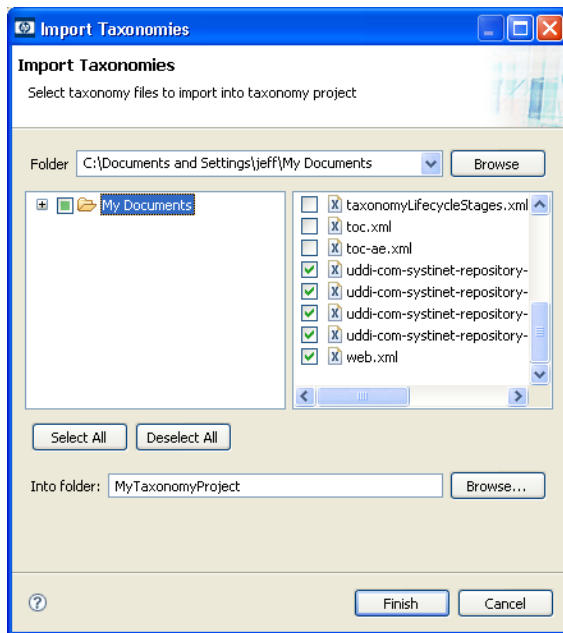 Import Taxonomies
Import Taxonomies
Select taxonomy files to import into taxonomy project
Folder C:\Documents and Settings\jeff\My Documents Browse
My Documents
taxonomyLifecycleStages.xml
toc.xml
toc-ae.xml
uddi-com-systinet-repository-
uddi-com-systinet-repository-
uddi-com-systinet-repository-
uddi-com-systinet-repository-
web.xml
Select All Deselect All
Into folder: MyTaxonomyProject Browse...
Finish Cancel